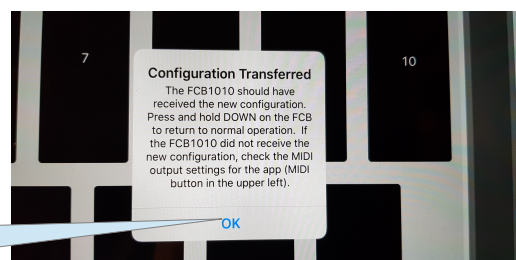 7
10
Configuration Transferred
The FCB1010 should have
received the new configuration.
Press and hold DOWN on the FCB
to return to normal operation.  If
the FCB1010 did not receive the
new configuration, check the MIDI
output settings for the app (MIDI
button in the upper left).
OK